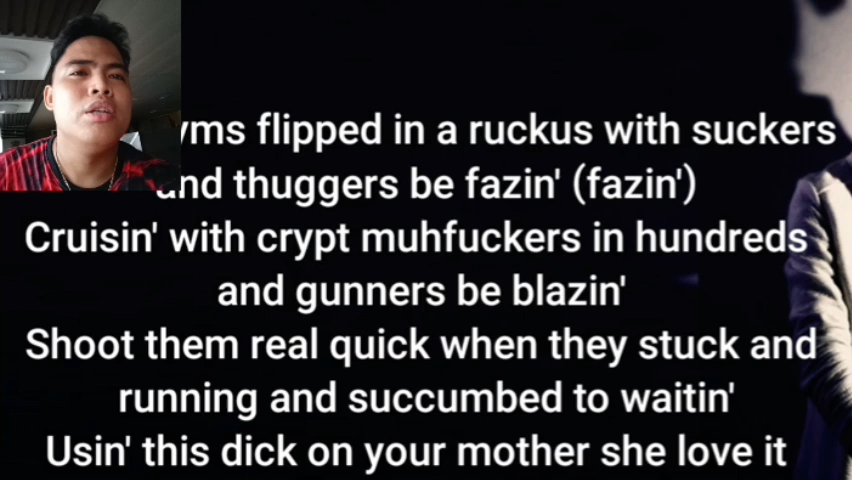 flipped in a ruckus with suckers
and thuggers be fazin' (fazin')
Cruisin' with crypt muhfuckers in hundreds
and gunners be blazin'
Shoot them real quick when they stuck and
running and succumbed to waitin'
Usin' this dick on your mother she love it